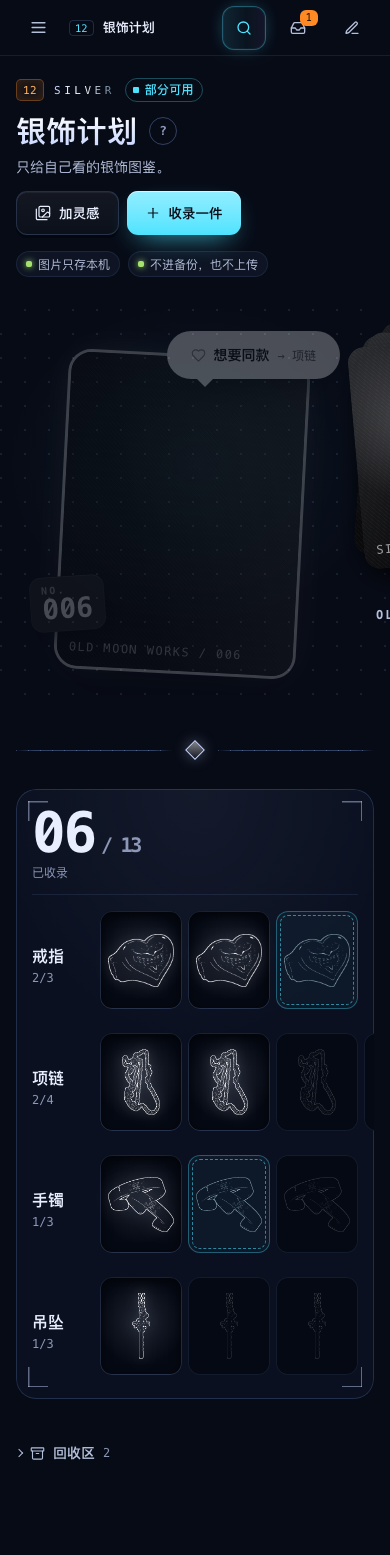 12 银饰计划 1
12 SILVER 部分可用
银饰计划 ?
只给自己看的银饰图鉴。
加灵感 收录一件
图片只存本机 不进备份，也不上传
想要同款 → 项链
NO.
006
OLD MOON WORKS / 006
SI
OL
06 / 13
已收录
戒指
2/3
项链
2/4
手镯
1/3
吊坠
1/3
回收区 2